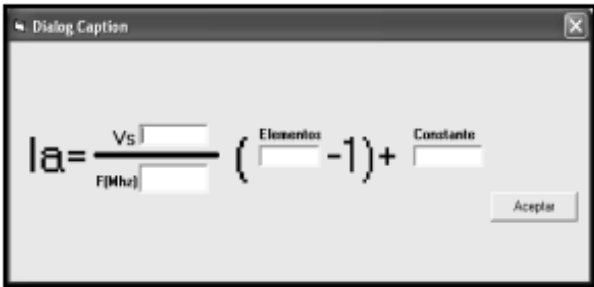 Dialog Caption
Ia= Vs (Elementos -1)+ Constante
F(Mhz)
Aceptar